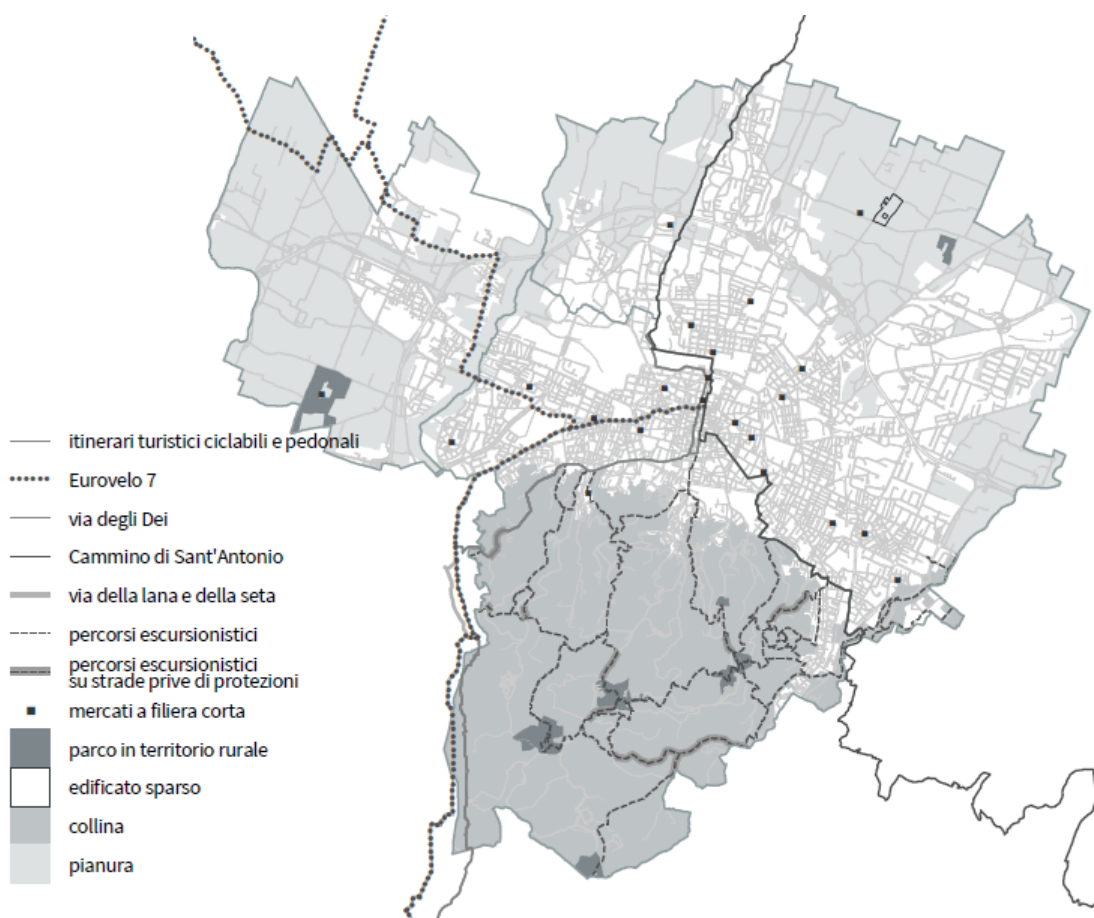 itinerari turistici ciclabili e pedonali
Eurovelo 7
via degli Dei
Cammino di Sant'Antonio
via della lana e della seta
percorsi escursionistici
percorsi escursionistici
su strade prive di protezioni
mercati a filiera corta
parco in territorio rurale
edificato sparso
collina
pianura